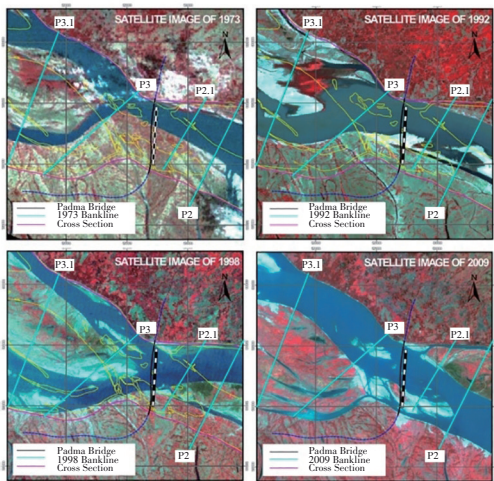 SATELLITE IMAGE OF 1973
P3.1
N
P3
P2.1
P2
Padma Bridge
1973 Bankline
Cross Section
SATELLITE IMAGE OF 1992
P3.1
N
P3
P2.1
P2
Padma Bridge
1992 Bankline
Cross Section
SATELLITE IMAGE OF 1998
P3.1
N
P3
P2.1
P2
Padma Bridge
1998 Bankline
Cross Section
SATELLITE IMAGE OF 2009
P3.1
N
P3
P2.1
P2
Padma Bridge
2009 Bankline
Cross Section